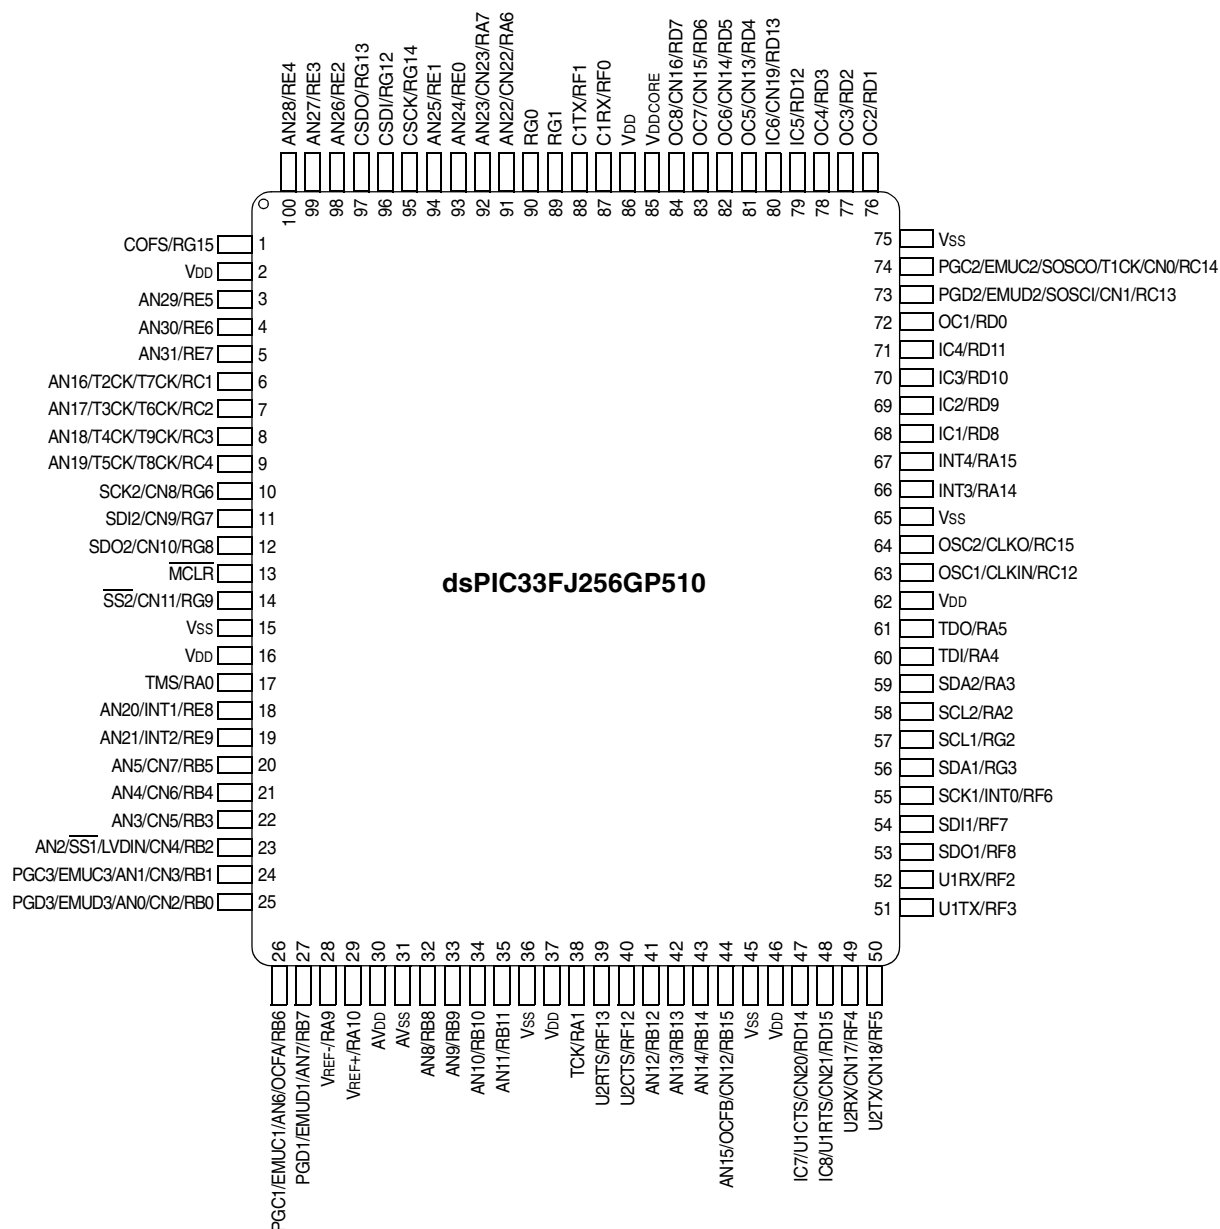 AN28/RE4
AN27/RE3
AN26/RE2
CSDO/RG13
CSDI/RG12
CSCK/RG14
AN25/RE1
AN24/RE0
AN23/CN23/RA7
AN22/CN22/RA6
RG0
RG1
C1TX/RF1
C1RX/RF0
VDD
VDDCORE
OC8/CN16/RD7
OC7/CN15/RD6
OC6/CN14/RD5
OC5/CN13/RD4
IC6/CN19/RD13
IC5/RD12
OC4/RD3
OC3/RD2
OC2/RD1
100
99
98
97
96
95
94
93
92
91
90
89
88
87
86
85
84
83
82
81
80
79
78
77
76
COFS/RG15 1
VDD 2
AN29/RE5 3
AN30/RE6 4
AN31/RE7 5
AN16/T2CK/T7CK/RC1 6
AN17/T3CK/T6CK/RC2 7
AN18/T4CK/T9CK/RC3 8
AN19/T5CK/T8CK/RC4 9
SCK2/CN8/RG6 10
SDI2/CN9/RG7 11
SDO2/CN10/RG8 12
MCLR 13
SS2/CN11/RG9 14
VSS 15
VDD 16
TMS/RA0 17
AN20/INT1/RE8 18
AN21/INT2/RE9 19
AN5/CN7/RB5 20
AN4/CN6/RB4 21
AN3/CN5/RB3 22
AN2/SS1/LVDIN/CN4/RB2 23
PGC3/EMUC3/AN1/CN3/RB1 24
PGD3/EMUD3/AN0/CN2/RB0 25
dsPIC33FJ256GP510
75 VSS
74 PGC2/EMUC2/SOSCO/T1CK/CN0/RC14
73 PGD2/EMUD2/SOSCI/CN1/RC13
72 OC1/RD0
71 IC4/RD11
70 IC3/RD10
69 IC2/RD9
68 IC1/RD8
67 INT4/RA15
66 INT3/RA14
65 VSS
64 OSC2/CLKO/RC15
63 OSC1/CLKIN/RC12
62 VDD
61 TDO/RA5
60 TDI/RA4
59 SDA2/RA3
58 SCL2/RA2
57 SCL1/RG2
56 SDA1/RG3
55 SCK1/INT0/RF6
54 SDI1/RF7
53 SDO1/RF8
52 U1RX/RF2
51 U1TX/RF3
26
27
28
29
30
31
32
33
34
35
36
37
38
39
40
41
42
43
44
45
46
47
48
49
50
PGC1/EMUC1/AN6/OCFA/RB6
PGD1/EMUD1/AN7/RB7
VREF-/RA9
VREF+/RA10
AVDD
AVSS
AN8/RB8
AN9/RB9
AN10/RB10
AN11/RB11
VSS
VDD
TCK/RA1
U2RTS/RF13
U2CTS/RF12
AN12/RB12
AN13/RB13
AN14/RB14
AN15/OCFB/CN12/RB15
VSS
VDD
IC7/U1CTS/CN20/RD14
IC8/U1RTS/CN21/RD15
U2RX/CN17/RF4
U2TX/CN18/RF5